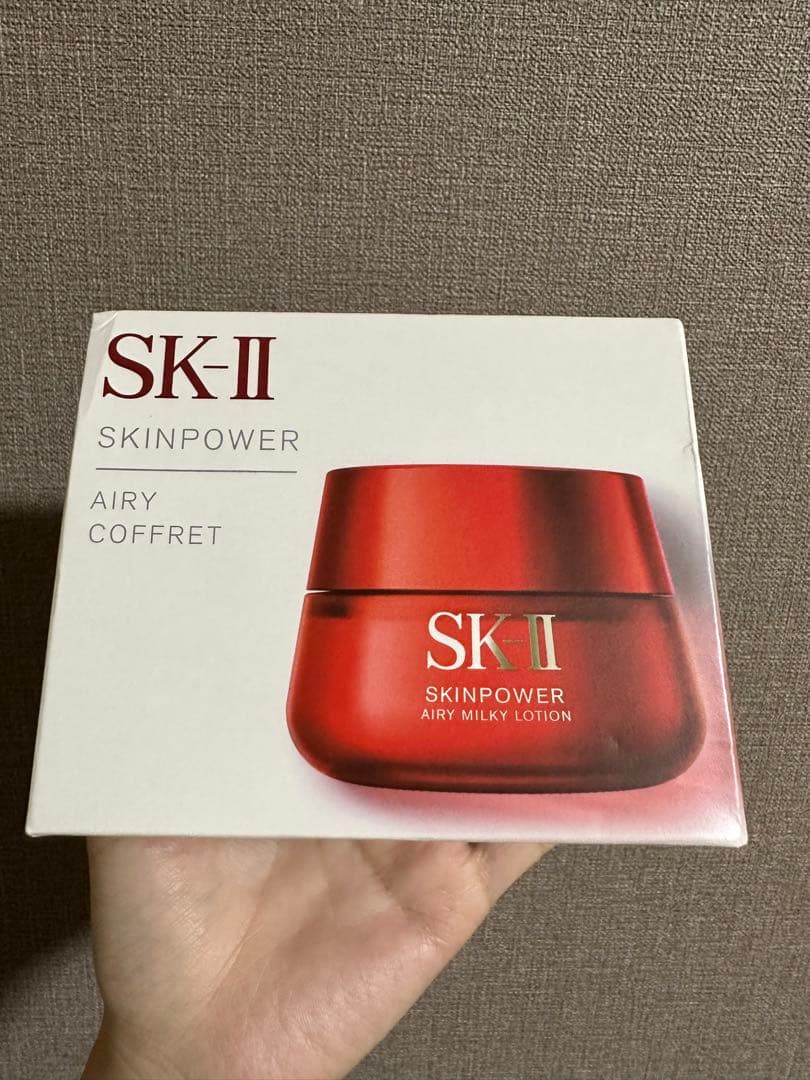 SK-II
SKINPOWER
AIRY
COFFRET
SK-II
SKINPOWER
AIRY MILKY LOTION